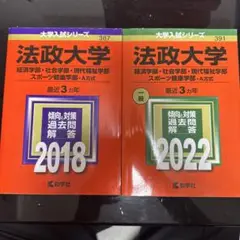 大学入試シリーズ
387
法政大学
経済学部・社会学部・現代福祉学部
スポーツ健康学部-A方式
最近3カ年
傾向と対策
過去問
解答
2018
教学社
大学入試シリーズ
391
法政大学
経済学部・社会学部・現代福祉学部
スポーツ健康学部-A方式
最近3カ年
傾向と対策
過去問
解答
2022
教学社